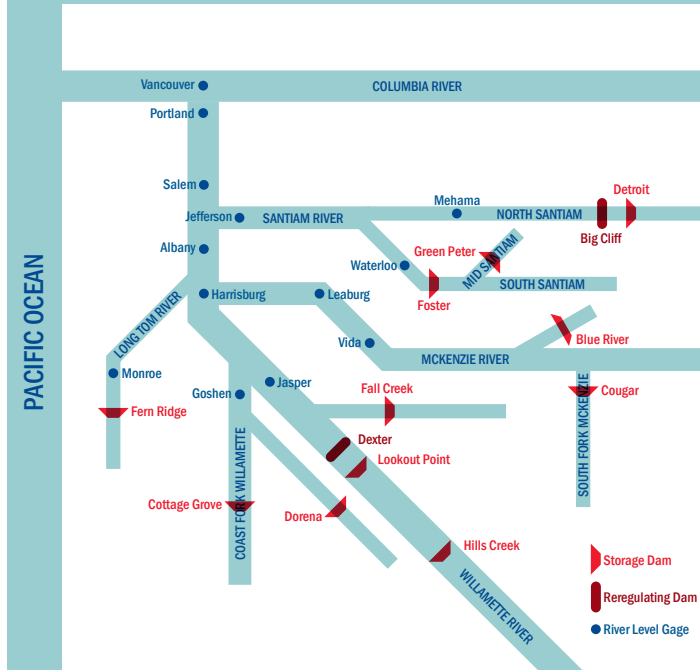 Vancouver
COLUMBIA RIVER
Portland
Salem
Detroit
Mehama
Jefferson
SANTIAM RIVER
NORTH SANTIAM
Big Cliff
Albany
Green Peter
MID SANTIAM
Waterloo
SOUTH SANTIAM
Foster
PACIFIC OCEAN
Harrisburg
Leaburg
LONG TOM RIVER
Vida
Blue River
MCKENZIE RIVER
Monroe
Jasper
Goshen
Fall Creek
Cougar
Fern Ridge
SOUTH FORK MCKENZIE
Dexter
Lookout Point
COAST FORK WILLAMETTE
Cottage Grove
Dorena
Hills Creek
WILLAMETTE RIVER
Storage Dam
Reregulating Dam
River Level Gage